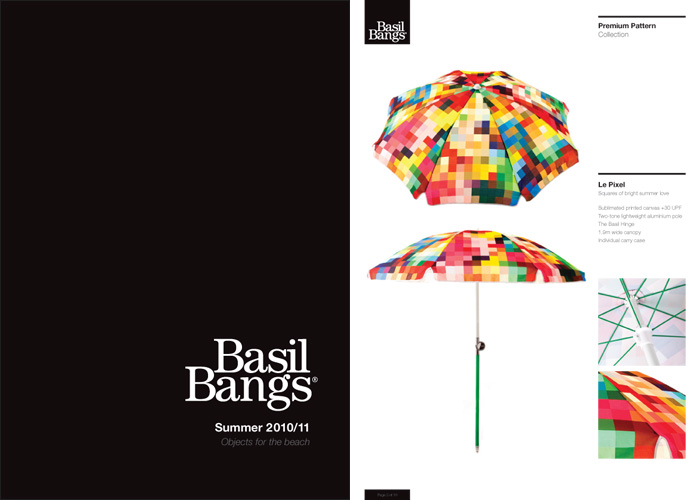 Basil
Bangs®
Summer 2010/11
Objects for the beach
Basil
Bangs®
Premium Pattern
Collection
Le Pixel
Squares of bright summer love
Sublimated printed canvas +30 UPF
Two-tone lightweight aluminium pole
The Basil Hinge
1.9m wide canopy
Individual carry case